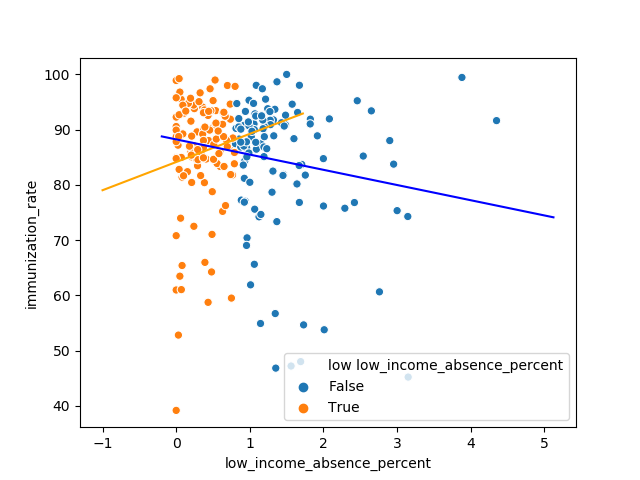 100
90
80
70
60
50
40
immunization_rate
low low_income_absence_percent
False
True
−1
0
1
2
3
4
5
low_income_absence_percent